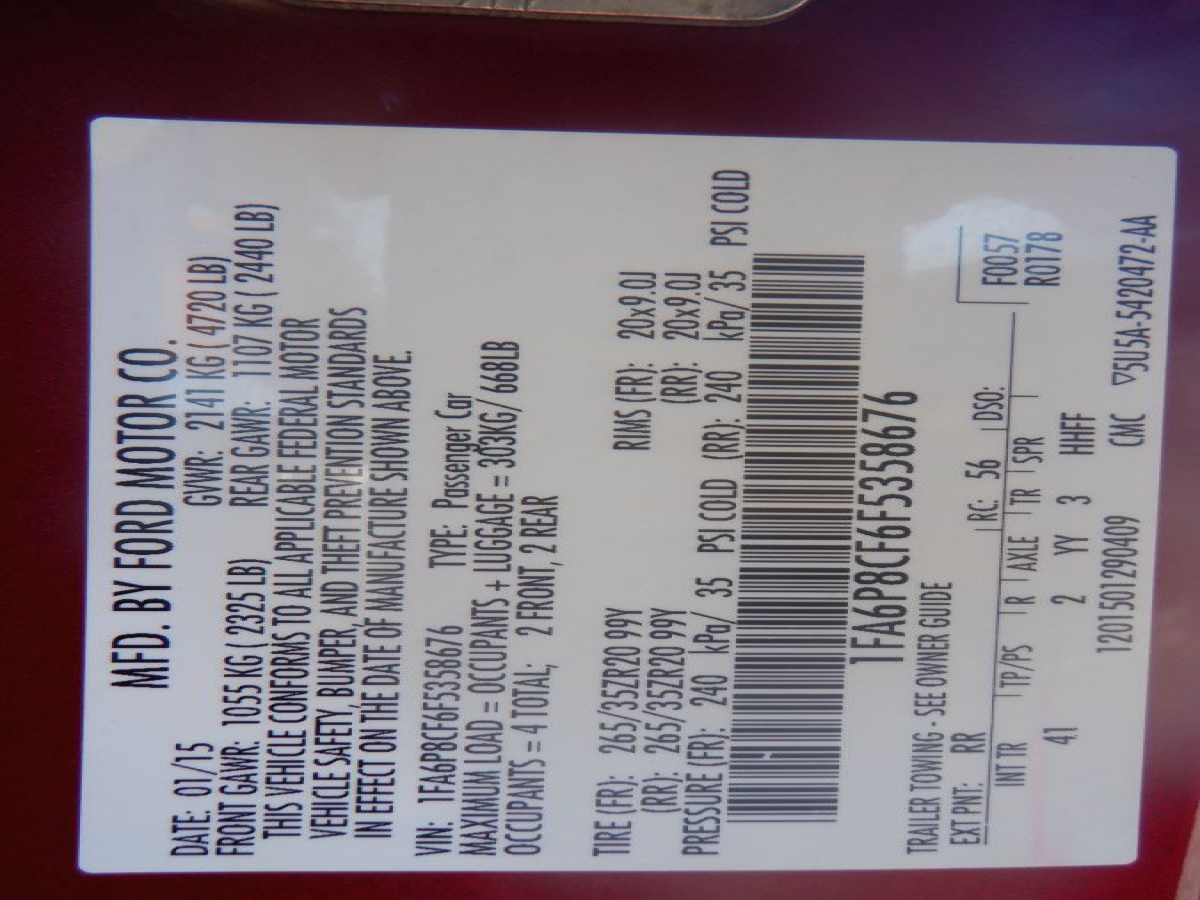 MFD. BY FORD MOTOR CO.
DATE: 01/15 GVWR: 2141 KG ( 4720 LB)
FRONT GAWR: 1055 KG ( 2325 LB) REAR GAWR: 1107 KG ( 2440 LB)
THIS VEHICLE CONFORMS TO ALL APPLICABLE FEDERAL MOTOR
VEHICLE SAFETY, BUMPER, AND THEFT PREVENTION STANDARDS
IN EFFECT ON THE DATE OF MANUFACTURE SHOWN ABOVE.
VIN: 1FA6P8CF6F5358676 TYPE: Passenger Car
MAXIMUM LOAD = OCCUPANTS + LUGGAGE = 303KG/ 668LB
OCCUPANTS = 4 TOTAL; 2 FRONT, 2 REAR
TIRE (FR): 265/35ZR20 99Y RIMS (FR): 20x9.0J
(RR): 265/35ZR20 99Y (RR): 20x9.0J
PRESSURE (FR): 240 kPa/ 35 PSI COLD (RR): 240 kPa/ 35 PSI COLD
1FA6P8CF6F5358676
TRAILER TOWING - SEE OWNER GUIDE
EXT PNT: RR RC: 56 DSO: F0057
R0178
INT TR TP/PS R AXLE TR SPR
41 2 YY 3 HHFF
1201501290409 CMC ▽5U5A-5420472-AA